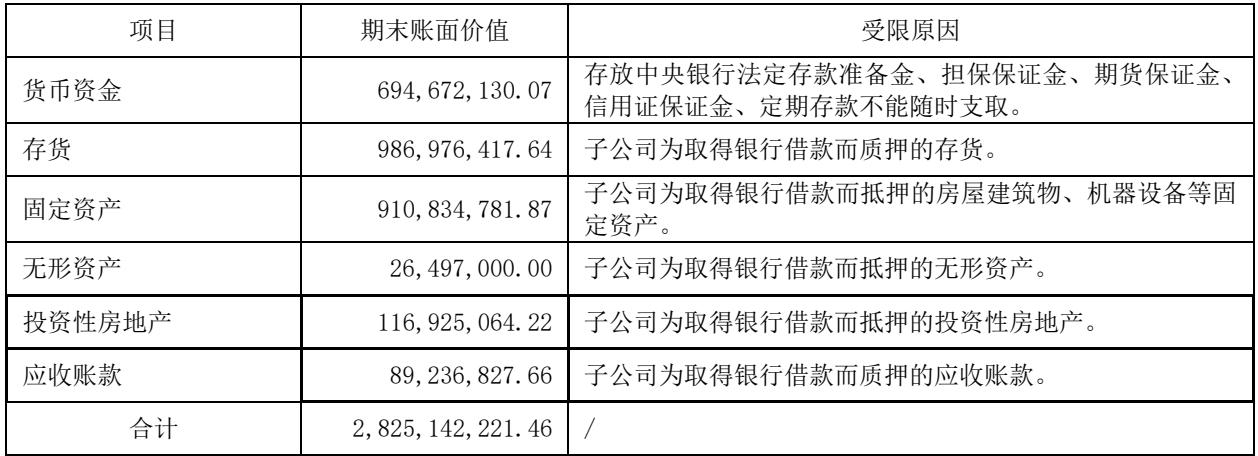 项目 期末账面价值 受限原因
货币资金 694,672,130.07 存放中央银行法定存款准备金、担保保证金、期货保证金、
信用证保证金、定期存款不能随时支取。
存货 986,976,417.64 子公司为取得银行借款而质押的存货。
固定资产 910,834,781.87 子公司为取得银行借款而抵押的房屋建筑物、机器设备等固
定资产。
无形资产 26,497,000.00 子公司为取得银行借款而抵押的无形资产。
投资性房地产 116,925,064.22 子公司为取得银行借款而抵押的投资性房地产。
应收账款 89,236,827.66 子公司为取得银行借款而质押的应收账款。
合计 2,825,142,221.46 /